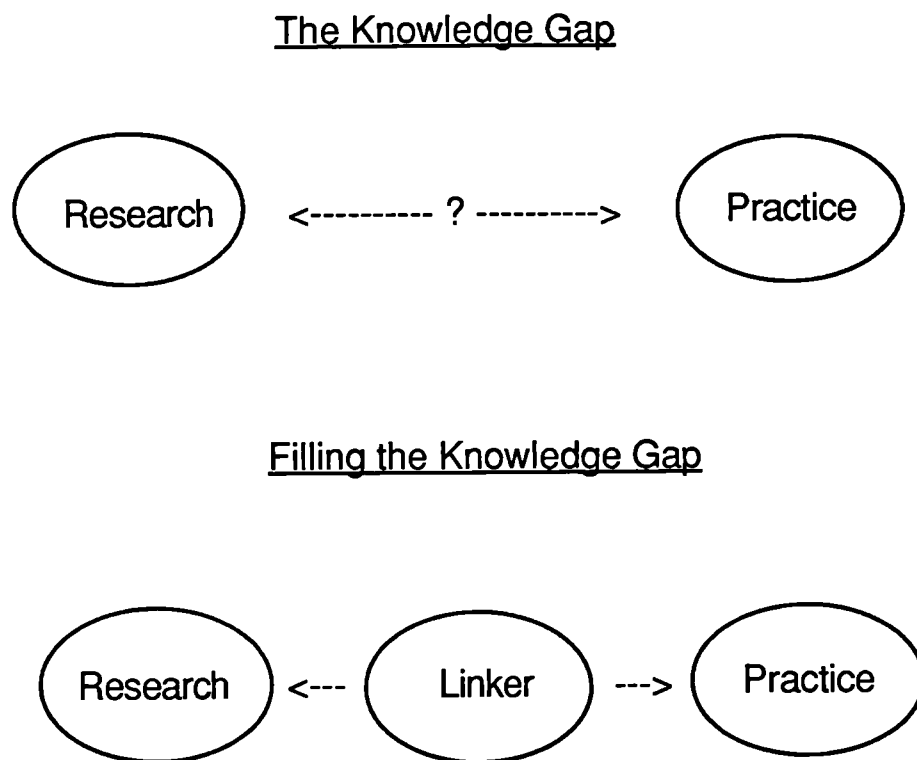 The Knowledge Gap
Research <---------- ? ----------> Practice
Filling the Knowledge Gap
Research <--- Linker ---> Practice